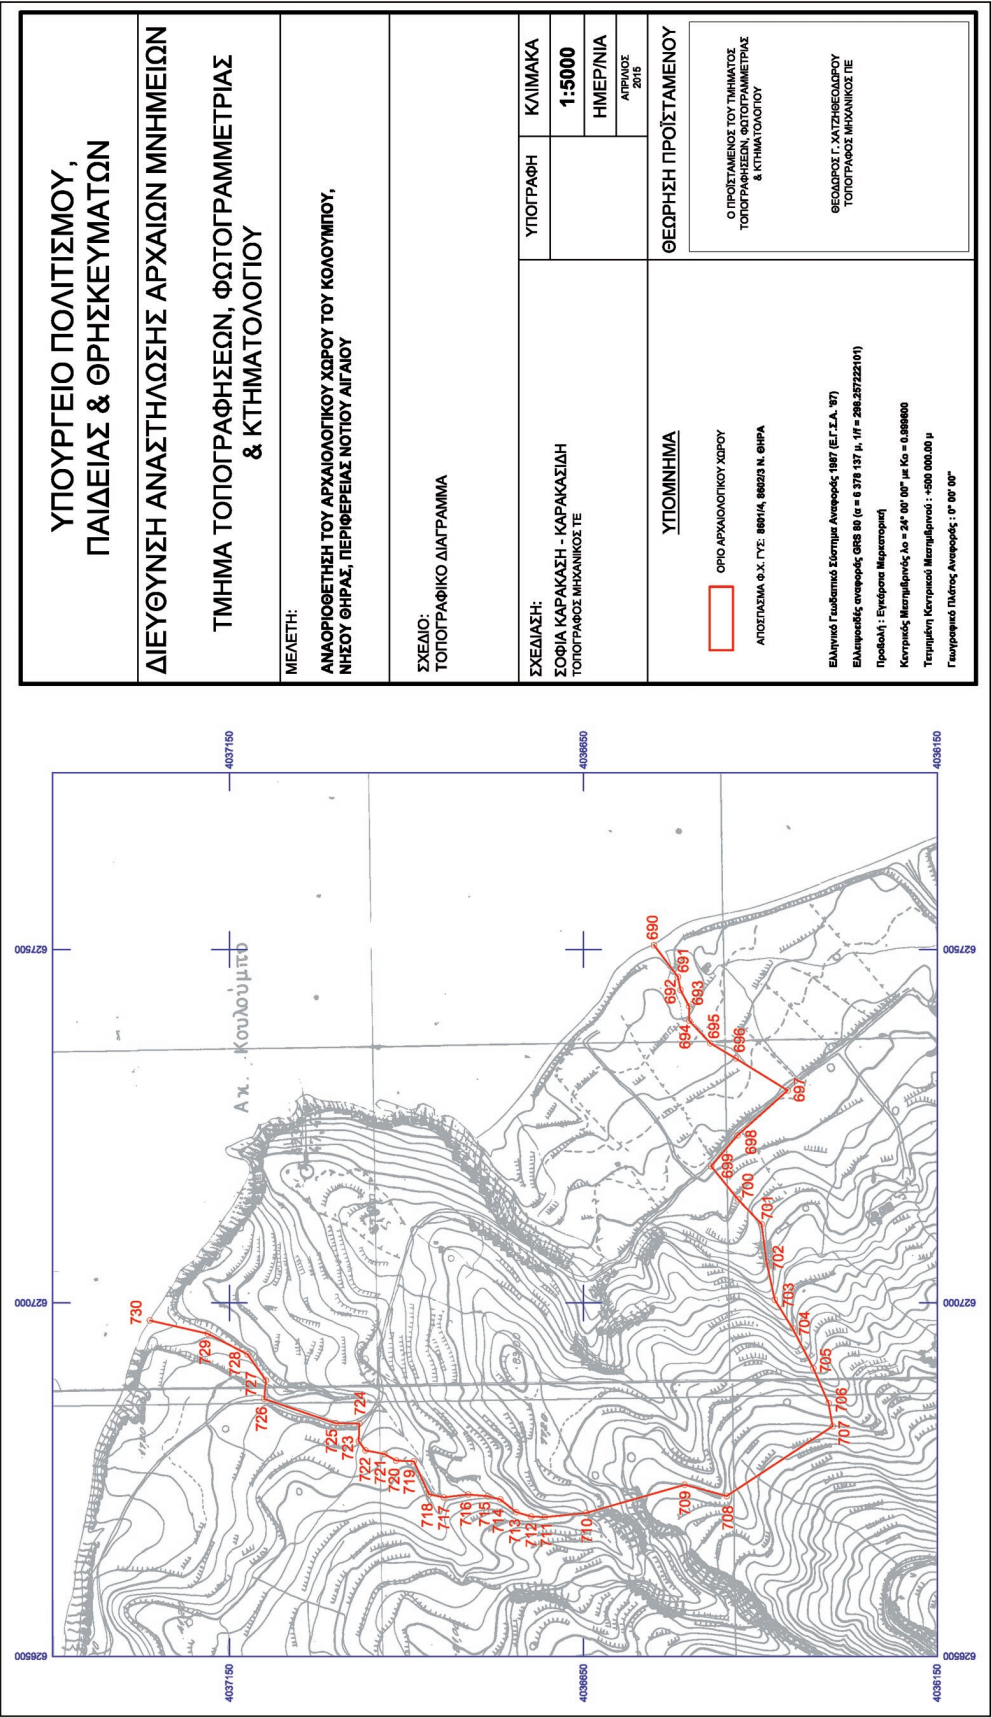 ΥΠΟΥΡΓΕΙΟ ΠΟΛΙΤΙΣΜΟΥ,
ΠΑΙΔΕΙΑΣ & ΘΡΗΣΚΕΥΜΑΤΩΝ
ΔΙΕΥΘΥΝΣΗ ΑΝΑΣΤΗΛΩΣΗΣ ΑΡΧΑΙΩΝ ΜΝΗΜΕΙΩΝ
ΤΜΗΜΑ ΤΟΠΟΓΡΑΦΗΣΕΩΝ, ΦΩΤΟΓΡΑΜΜΕΤΡΙΑΣ
& ΚΤΗΜΑΤΟΛΟΓΙΟΥ
ΜΕΛΕΤΗ:
ΑΝΑΟΡΙΟΘΕΤΗΣΗ ΤΟΥ ΑΡΧΑΙΟΛΟΓΙΚΟΥ ΧΩΡΟΥ ΤΟΥ ΚΟΛΟΥΜΠΟΥ,
ΝΗΣΟΥ ΘΗΡΑΣ, ΠΕΡΙΦΕΡΕΙΑΣ ΝΟΤΙΟΥ ΑΙΓΑΙΟΥ
ΣΧΕΔΙΟ:
ΤΟΠΟΓΡΑΦΙΚΟ ΔΙΑΓΡΑΜΜΑ
ΣΧΕΔΙΑΣΗ:
ΣΟΦΙΑ ΚΑΡΑΚΑΣΗ - ΚΑΡΑΚΑΣΙΔΗ
ΤΟΠΟΓΡΑΦΟΣ ΜΗΧΑΝΙΚΟΣ ΤΕ
ΥΠΟΓΡΑΦΗ
ΚΛΙΜΑΚΑ
1:5000
ΗΜΕΡ/ΝΙΑ
ΑΠΡΙΛΙΟΣ
2015
ΥΠΟΜΝΗΜΑ
ΟΡΙΟ ΑΡΧΑΙΟΛΟΓΙΚΟΥ ΧΩΡΟΥ
ΑΠΟΣΠΑΣΜΑ Φ.Χ. ΓΥΣ: 8601/4, 8602/3 Ν. ΘΗΡΑ
Ελληνικό Γεωδαιτικό Σύστημα Αναφοράς 1987 (Ε.Γ.Σ.Α. '87)
Ελλειψοειδές αναφοράς GRS 80 (α = 6 378 137 μ, 1/f = 298.257222101)
Προβολή : Εγκάρσια Μερκατορική
Κεντρικός Μεσημβρινός λο = 24° 00' 00" με Κο = 0.999600
Τετμημένη Κεντρικού Μεσημβρινού : +500 000.00 μ
Γεωγραφικό Πλάτος Αναφοράς : 0° 00' 00"
ΘΕΩΡΗΣΗ ΠΡΟΪΣΤΑΜΕΝΟΥ
Ο ΠΡΟΪΣΤΑΜΕΝΟΣ ΤΟΥ ΤΜΗΜΑΤΟΣ
ΤΟΠΟΓΡΑΦΗΣΕΩΝ, ΦΩΤΟΓΡΑΜΜΕΤΡΙΑΣ
& ΚΤΗΜΑΤΟΛΟΓΙΟΥ
ΘΕΟΔΩΡΟΣ Γ. ΧΑΤΖΗΘΕΟΔΩΡΟΥ
ΤΟΠΟΓΡΑΦΟΣ ΜΗΧΑΝΙΚΟΣ ΠΕ
626500
627000
627500
4037150
4036650
4036150
626500
627000
627500
4037150
4036650
4036150
Ακ. Κουλούμπο
690
691
692
693
694
695
696
697
698
699
700
701
702
703
704
705
706
707
708
709
710
711
712
713
714
715
716
717
718
719
720
721
722
723
724
725
726
727
728
729
730